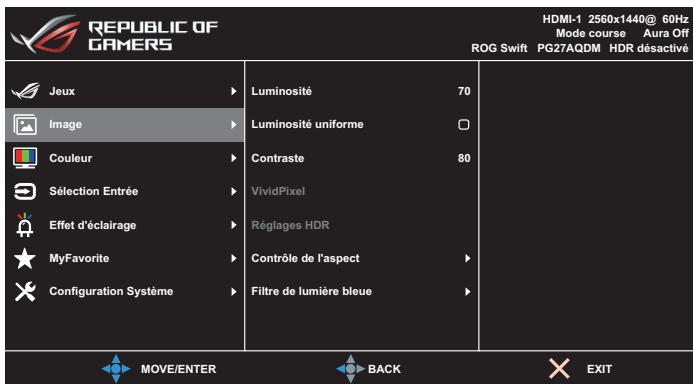 REPUBLIC OF
GAMERS
HDMI-1 2560x1440@ 60Hz
Mode course Aura Off
ROG Swift PG27AQDM HDR désactivé
Jeux
Image
Couleur
Sélection Entrée
Effet d'éclairage
MyFavorite
Configuration Système
Luminosité 70
Luminosité uniforme
Contraste 80
VividPixel
Réglages HDR
Contrôle de l'aspect
Filtre de lumière bleue
MOVE/ENTER
BACK
EXIT